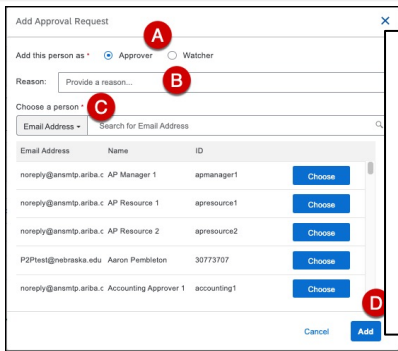 Add Approval Request
A
Add this person as * Approver Watcher
B
Reason: Provide a reason...
C
Choose a person *
Email Address Search for Email Address
Email Address Name ID
noreply@ansmtp.ariba.c AP Manager 1 apmanager1 Choose
noreply@ansmtp.ariba.c AP Resource 1 apresource1 Choose
noreply@ansmtp.ariba.c AP Resource 2 apresource2 Choose
P2Ptest@nebraska.edu Aaron Pembleton 30773707 Choose
noreply@ansmtp.ariba.c Accounting Approver 1 accounting1 Choose
D
Cancel Add